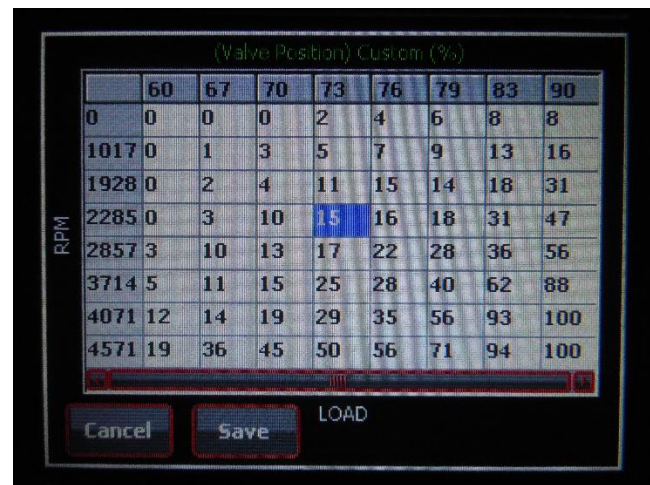 (Valve Position) Custom (%)
60 67 70 73 76 79 83 90
0 0 0 0 2 4 6 8 8
1017 0 1 3 5 7 9 13 16
1928 0 2 4 11 15 14 18 31
2285 0 3 10 15 16 18 31 47
2857 3 10 13 17 22 28 36 56
3714 5 11 15 25 28 40 62 88
4071 12 14 19 29 35 56 93 100
4571 19 36 45 50 56 71 94 100
RPM
LOAD
Cancel Save